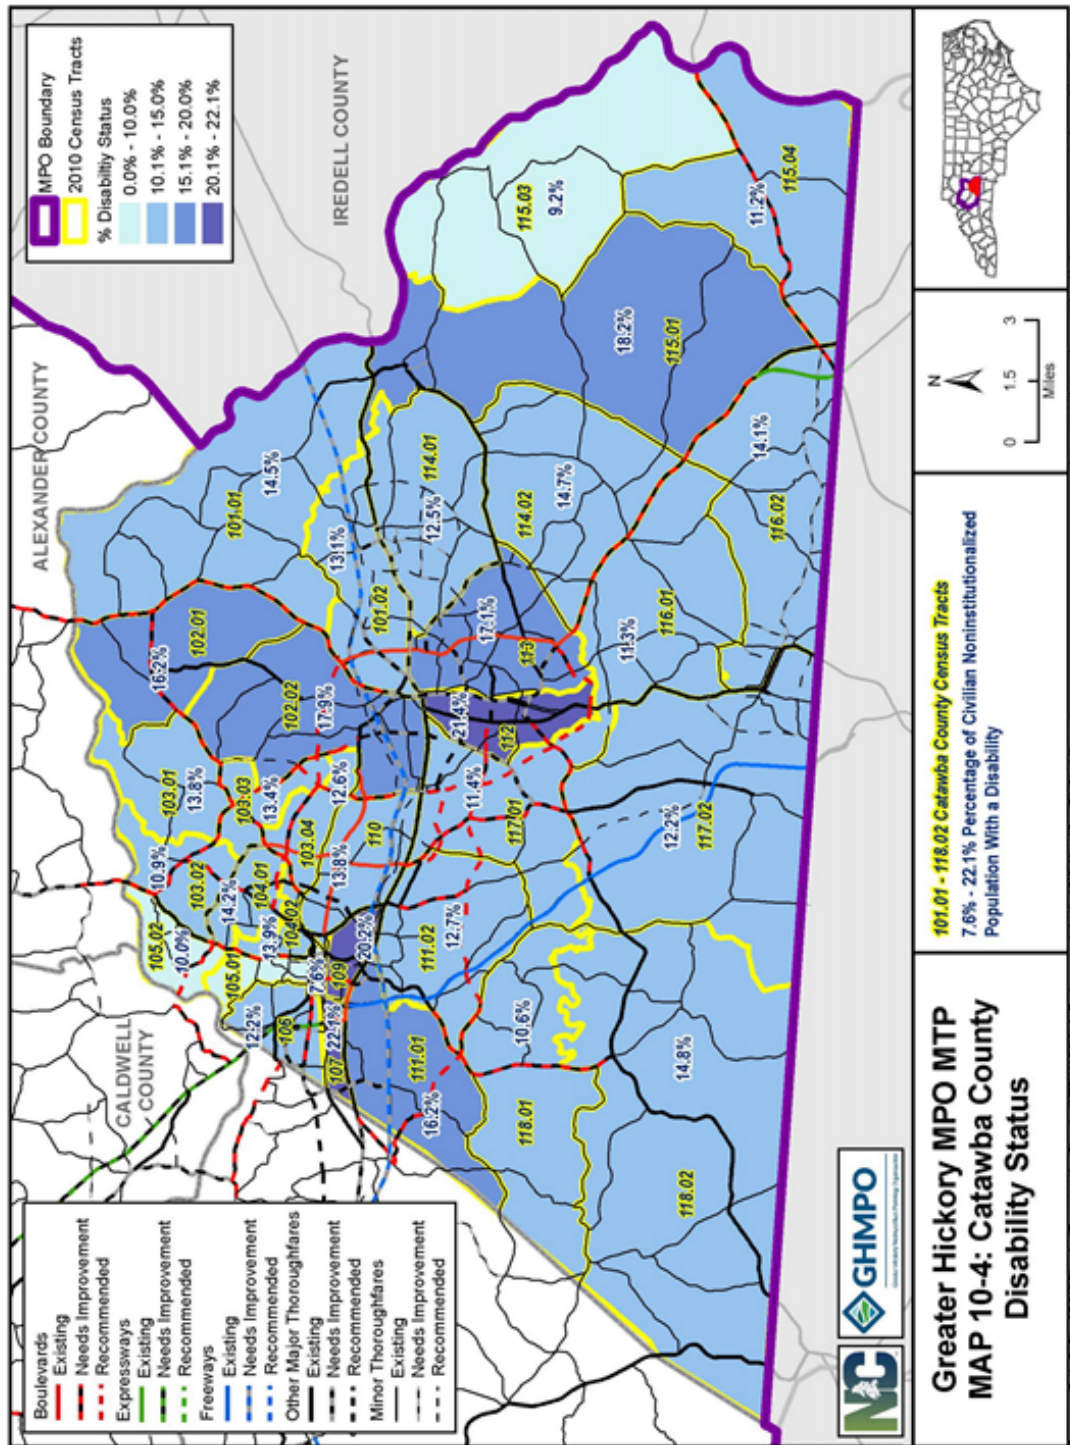 MPO Boundary
2010 Census Tracts
% Disabiltiy Status
0.0% - 10.0%
10.1% - 15.0%
15.1% - 20.0%
20.1% - 22.1%
Boulevards
Existing
Needs Improvement
Recommended
Expressways
Existing
Needs Improvement
Recommended
Freeways
Existing
Needs Improvement
Recommended
Other Major Thoroughfares
Existing
Needs Improvement
Recommended
Minor Thoroughfares
Existing
Needs Improvement
Recommended
CALDWELL
COUNTY
ALEXANDER COUNTY
IREDELL COUNTY
105.02
10.0%
105.01
12.2%
106
107
22.1%
7.6%
109
20.2%
13.9%
104.02
104.01
14.2%
103.02
10.9%
103.01
13.8%
103.03
13.4%
103.04
12.6%
13.8%
110
102.01
16.2%
102.02
17.9%
101.01
14.5%
13.1%
101.02
114.01
12.5%
114.02
14.7%
17.1%
113
21.4%
112
11.4%
117.01
111.02
12.7%
111.01
16.2%
10.6%
118.01
14.8%
118.02
12.2%
117.02
11.3%
116.01
14.1%
116.02
18.2%
115.01
115.03
9.2%
11.2%
115.04
NC
GHMPO
Greater Hickory MPO MTP
MAP 10-4: Catawba County
Disability Status
101.01 - 118.02 Catawba County Census Tracts
7.6% - 22.1% Percentage of Civilian Noninstitutionalized
Population With a Disability
N
0 1.5 3
Miles